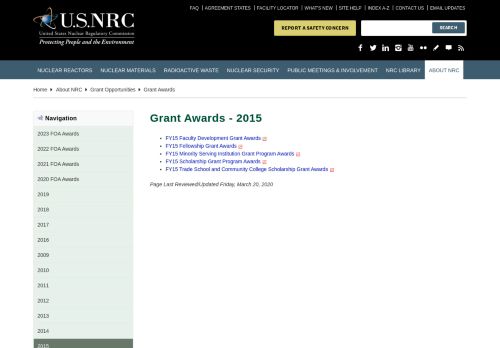 FAQ | AGREEMENT STATES | FACILITY LOCATOR | WHAT'S NEW | SITE HELP | INDEX A-Z | CONTACT US | EMAIL UPDATES
U.S.NRC
United States Nuclear Regulatory Commission
Protecting People and the Environment
REPORT A SAFETY CONCERN
SEARCH
NUCLEAR REACTORS NUCLEAR MATERIALS RADIOACTIVE WASTE NUCLEAR SECURITY PUBLIC MEETINGS & INVOLVEMENT NRC LIBRARY ABOUT NRC
Home About NRC Grant Opportunities Grant Awards
Navigation
2023 FOA Awards
2022 FOA Awards
2021 FOA Awards
2020 FOA Awards
2019
2018
2017
2016
2009
2010
2011
2012
2013
2014
2015
Grant Awards - 2015
FY15 Faculty Development Grant Awards
FY15 Fellowship Grant Awards
FY15 Minority Serving Institution Grant Program Awards
FY15 Scholarship Grant Program Awards
FY15 Trade School and Community College Scholarship Grant Awards
Page Last Reviewed/Updated Friday, March 20, 2020